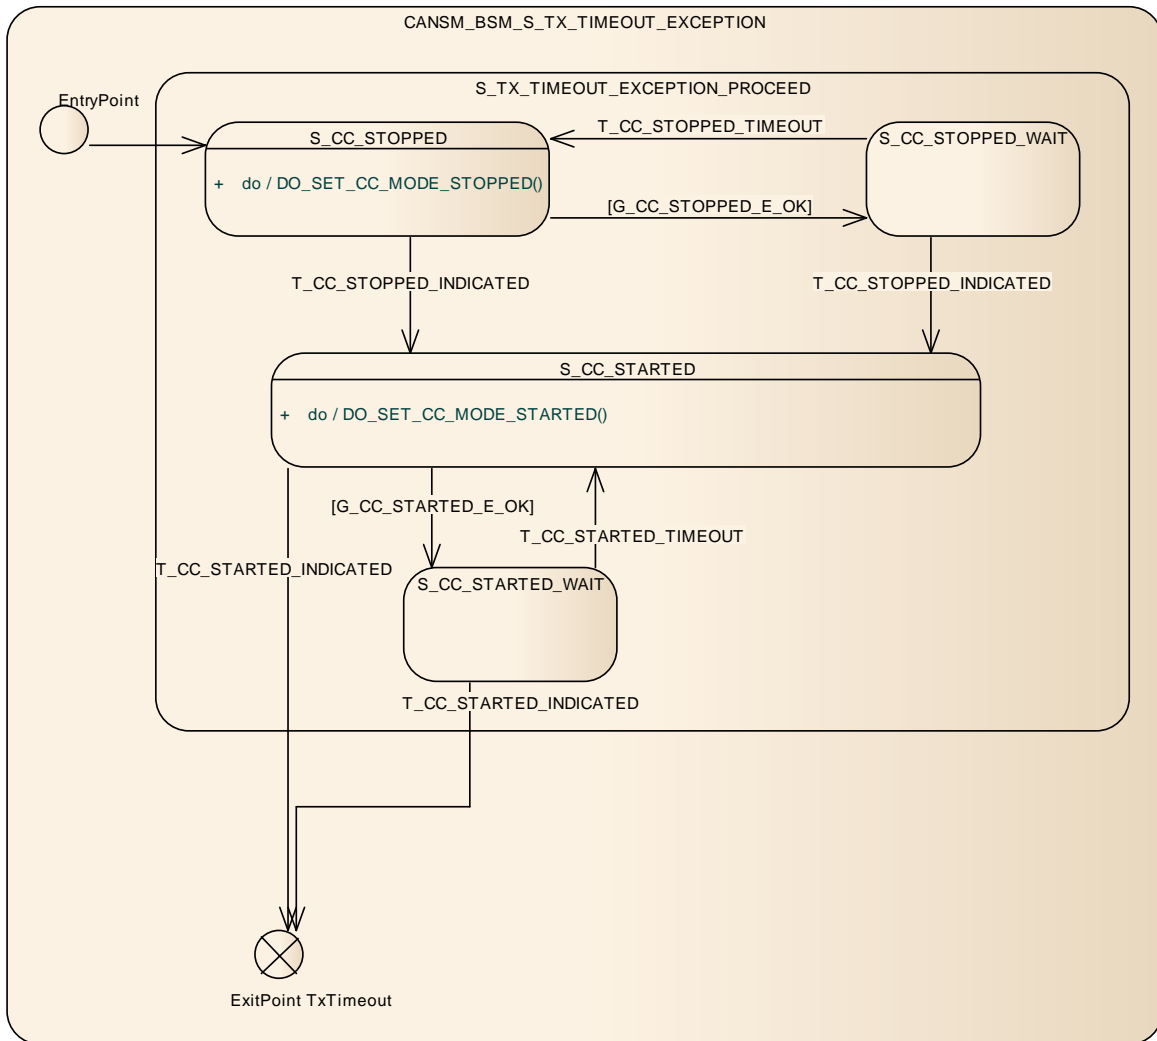 CANSM_BSM_S_TX_TIMEOUT_EXCEPTION
S_TX_TIMEOUT_EXCEPTION_PROCEED
EntryPoint
T_CC_STOPPED_TIMEOUT
S_CC_STOPPED
S_CC_STOPPED_WAIT
+ do / DO_SET_CC_MODE_STOPPED()
[G_CC_STOPPED_E_OK]
T_CC_STOPPED_INDICATED
T_CC_STOPPED_INDICATED
S_CC_STARTED
+ do / DO_SET_CC_MODE_STARTED()
[G_CC_STARTED_E_OK]
T_CC_STARTED_TIMEOUT
T_CC_STARTED_INDICATED
S_CC_STARTED_WAIT
T_CC_STARTED_INDICATED
ExitPoint TxTimeout